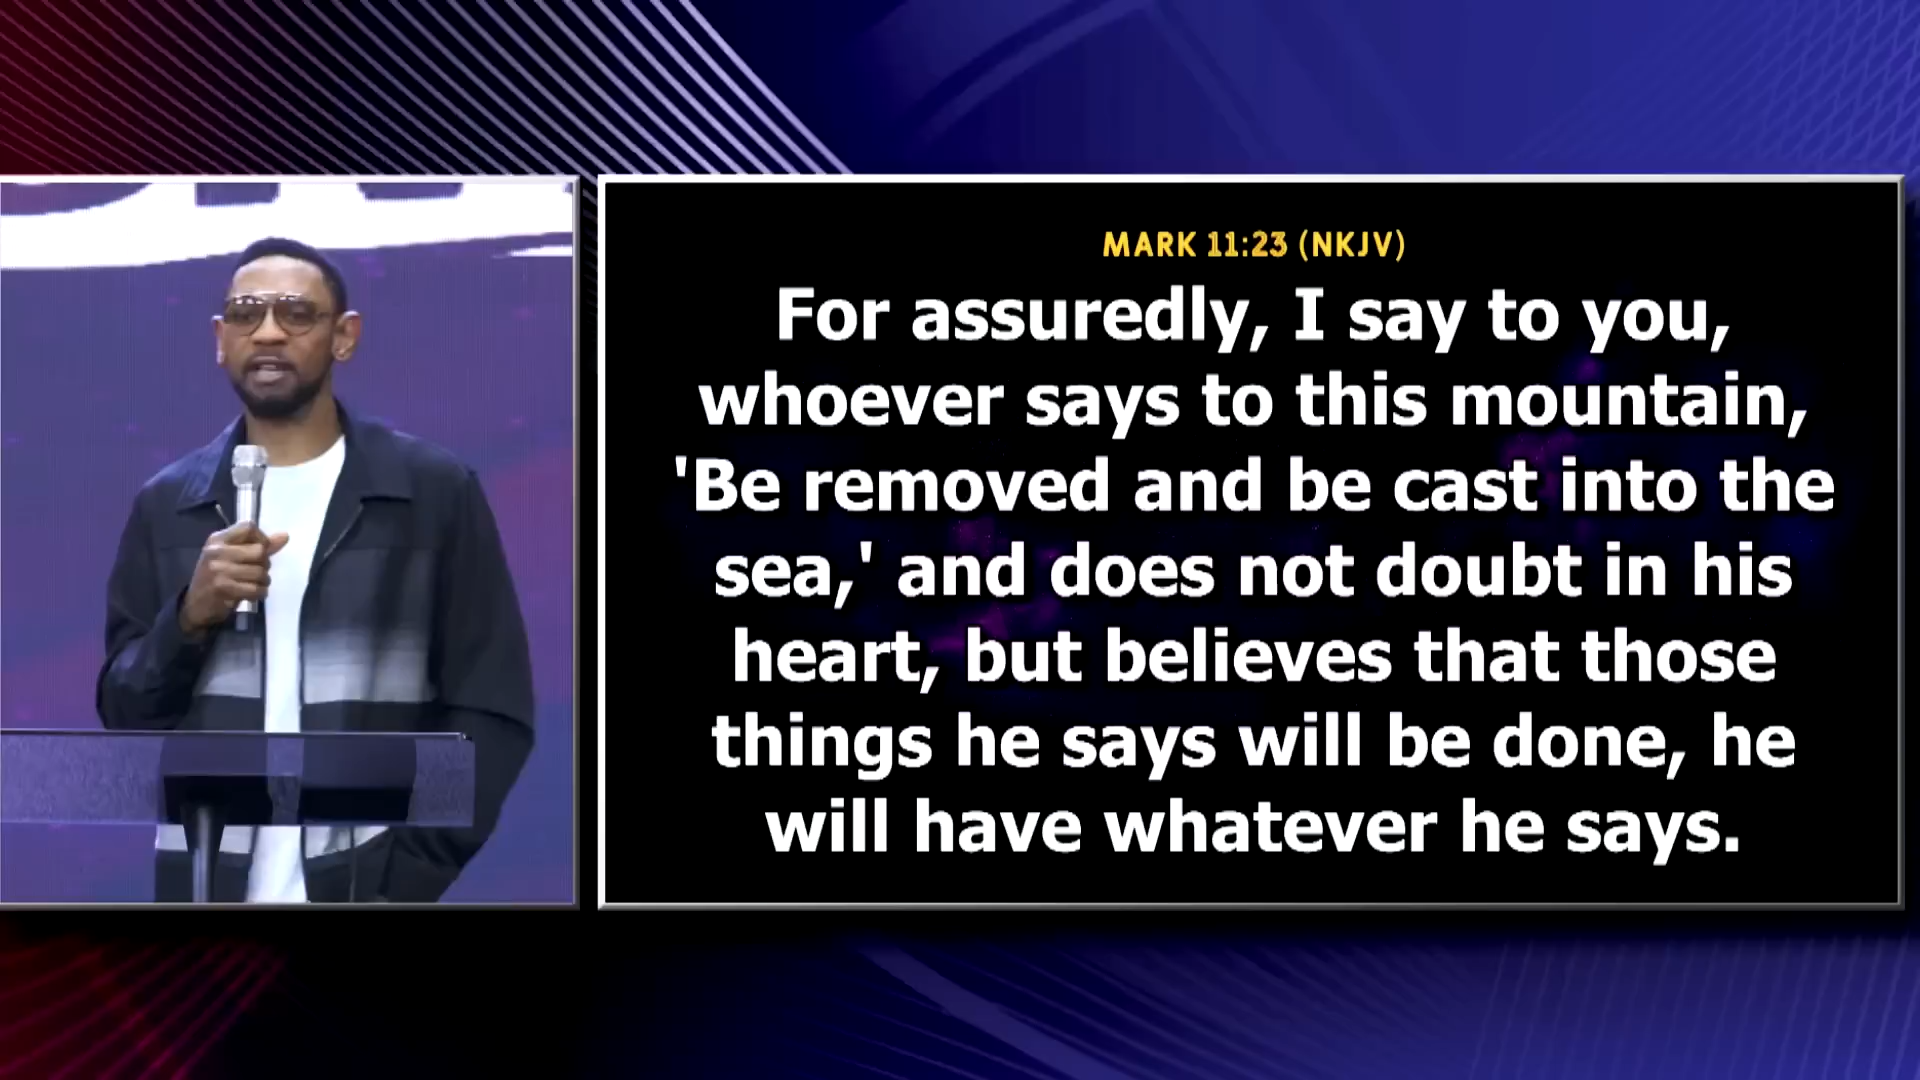 MARK 11:23 (NKJV)
For assuredly, I say to you,
whoever says to this mountain,
'Be removed and be cast into the
sea,' and does not doubt in his
heart, but believes that those
things he says will be done, he
will have whatever he says.